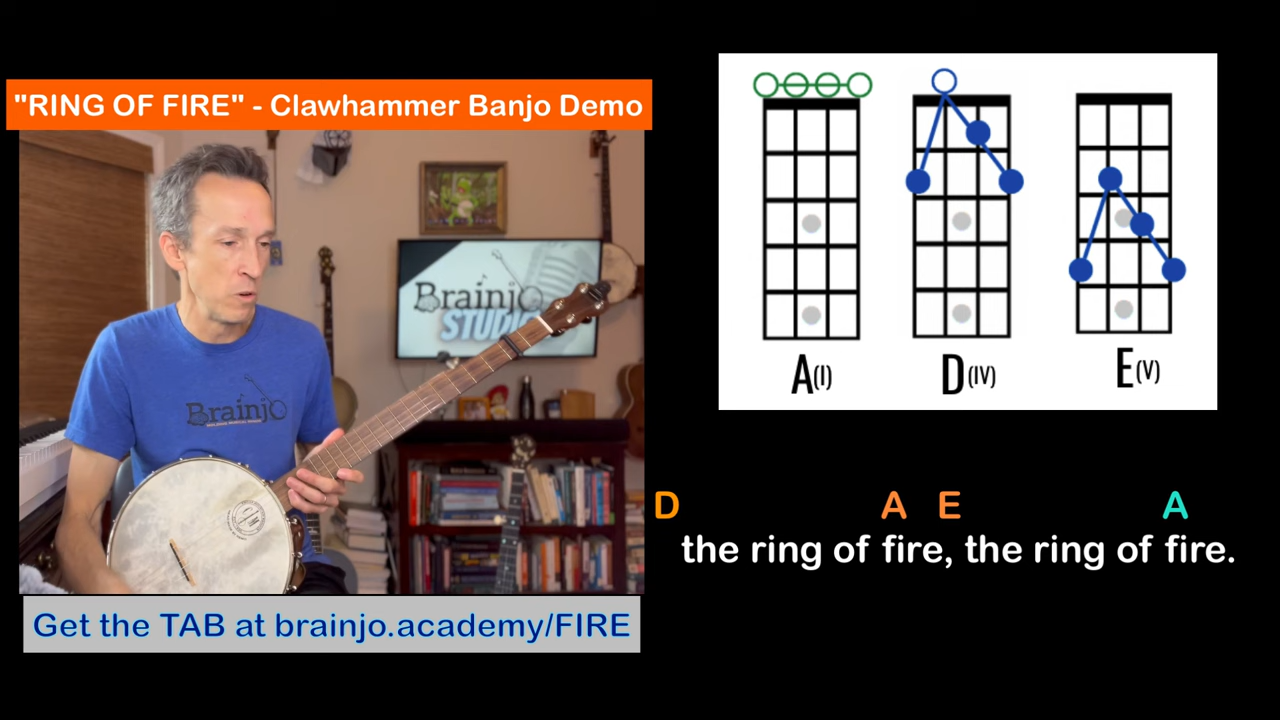 "RING OF FIRE" - Clawhammer Banjo Demo
Brainjo
STUDIO
Brainjo
Get the TAB at brainjo.academy/FIRE
A(I) D(IV) E(V)
D A E A
the ring of fire, the ring of fire.